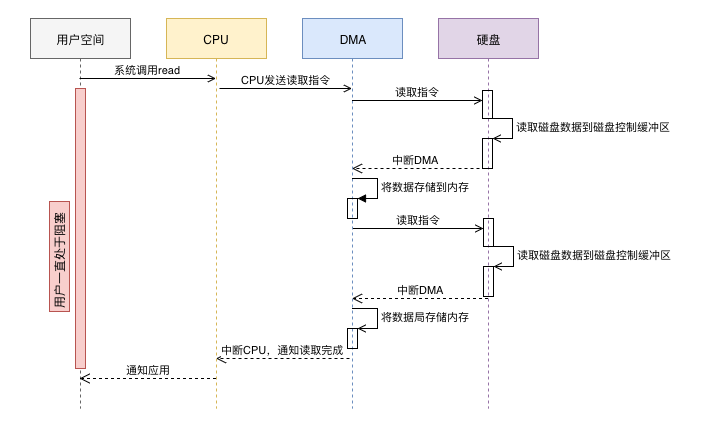 用户空间
CPU
DMA
硬盘
系统调用read
CPU发送读取指令
读取指令
读取磁盘数据到磁盘控制缓冲区
中断DMA
将数据存储到内存
读取指令
用户一直处于阻塞
读取磁盘数据到磁盘控制缓冲区
中断DMA
将数据局存储内存
中断CPU，通知读取完成
通知应用